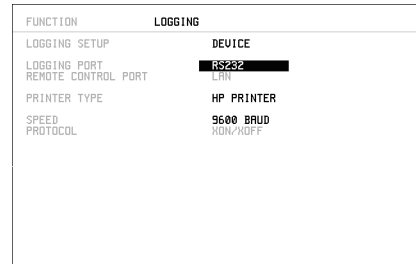 FUNCTION LOGGING
LOGGING SETUP DEVICE
LOGGING PORT RS232
REMOTE CONTROL PORT LAN
PRINTER TYPE HP PRINTER
SPEED 9600 BAUD
PROTOCOL XON/XOFF